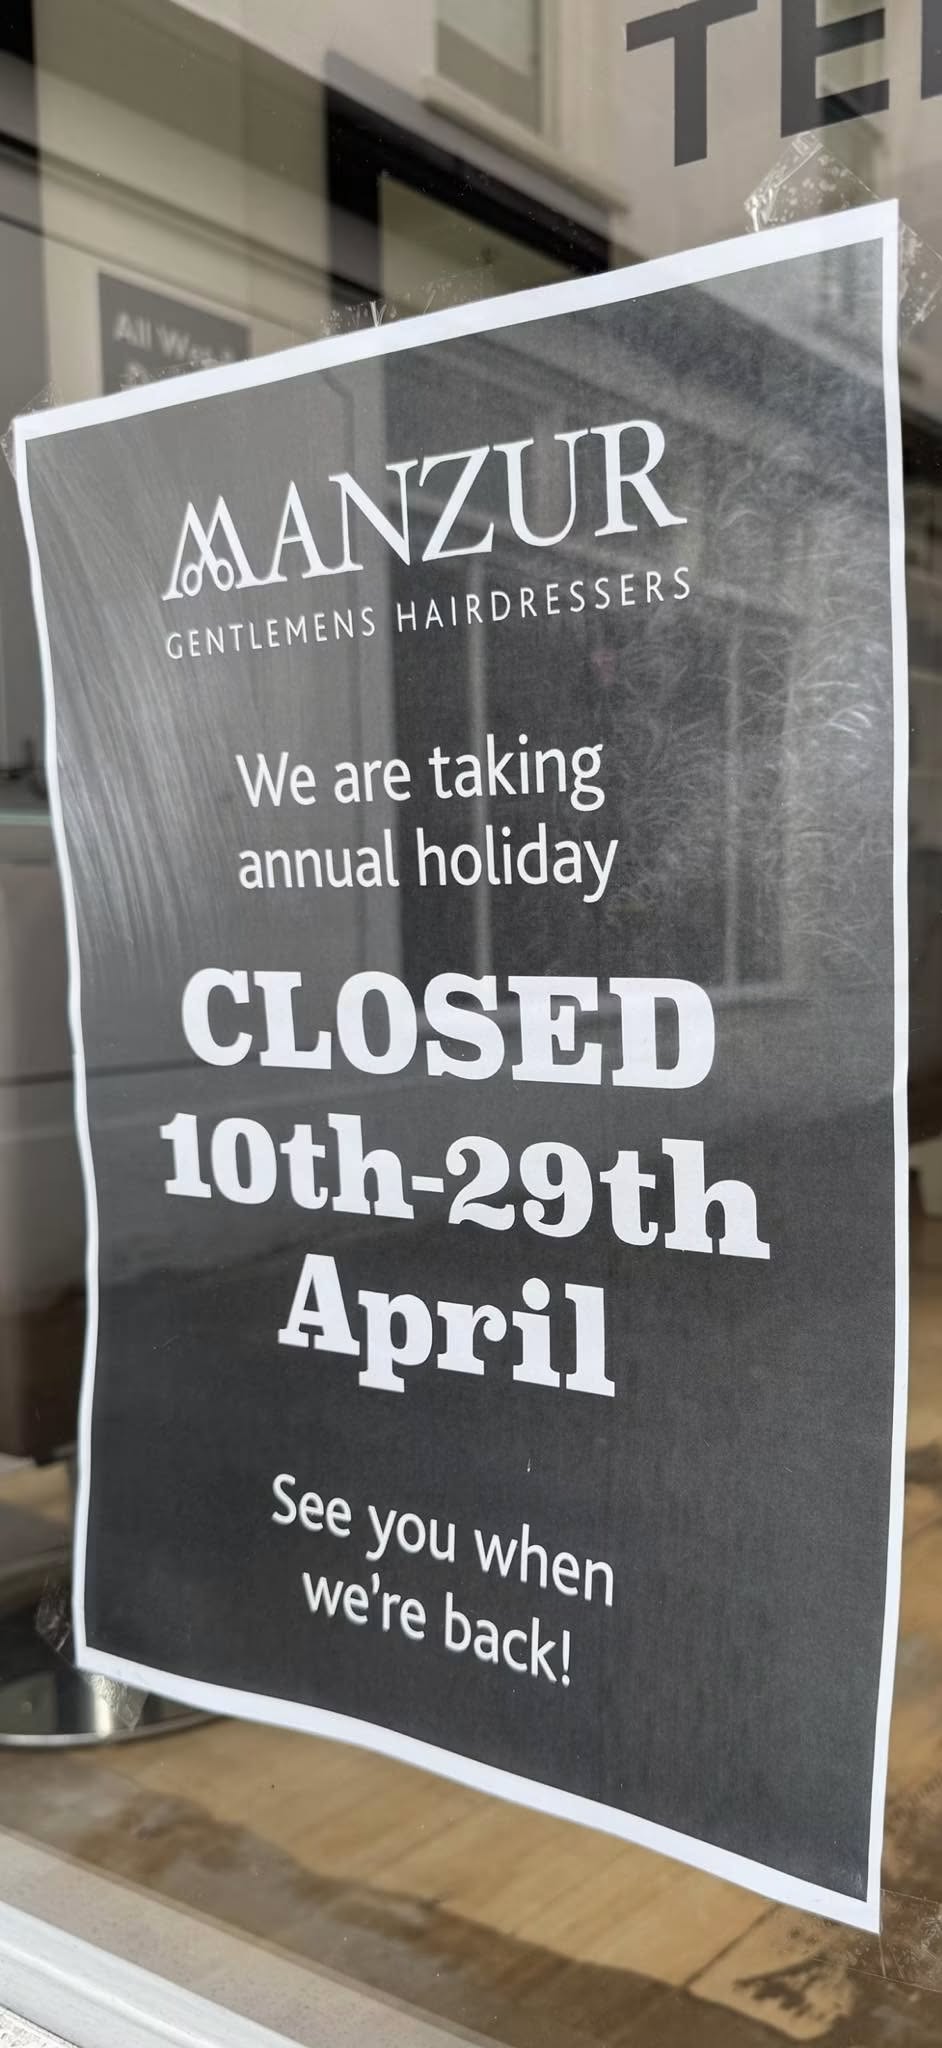 TE
All
MANZUR
GENTLEMENS HAIRDRESSERS
We are taking
annual holiday
CLOSED
10th-29th
April
See you when
we're back!